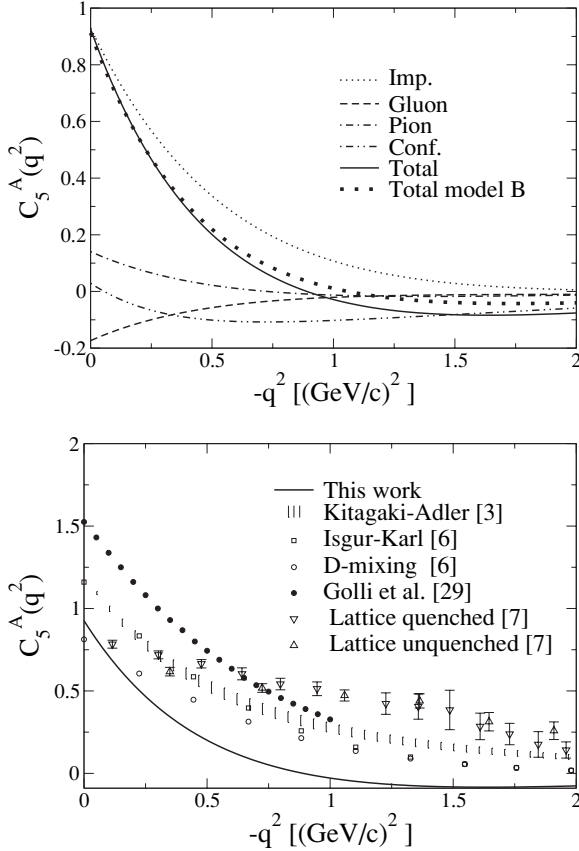 1
0.8
0.6
0.4
0.2
0
-0.2
C₅ᴬ(q²)
Imp.
Gluon
Pion
Conf.
Total
Total model B
0 0.5 1 1.5 2
-q² [(GeV/c)² ]
2
1.5
1
0.5
0
C₅ᴬ(q²)
This work
Kitagaki-Adler [3]
Isgur-Karl [6]
D-mixing [6]
Golli et al. [29]
Lattice quenched [7]
Lattice unquenched [7]
0 0.5 1 1.5 2
-q² [(GeV/c)² ]